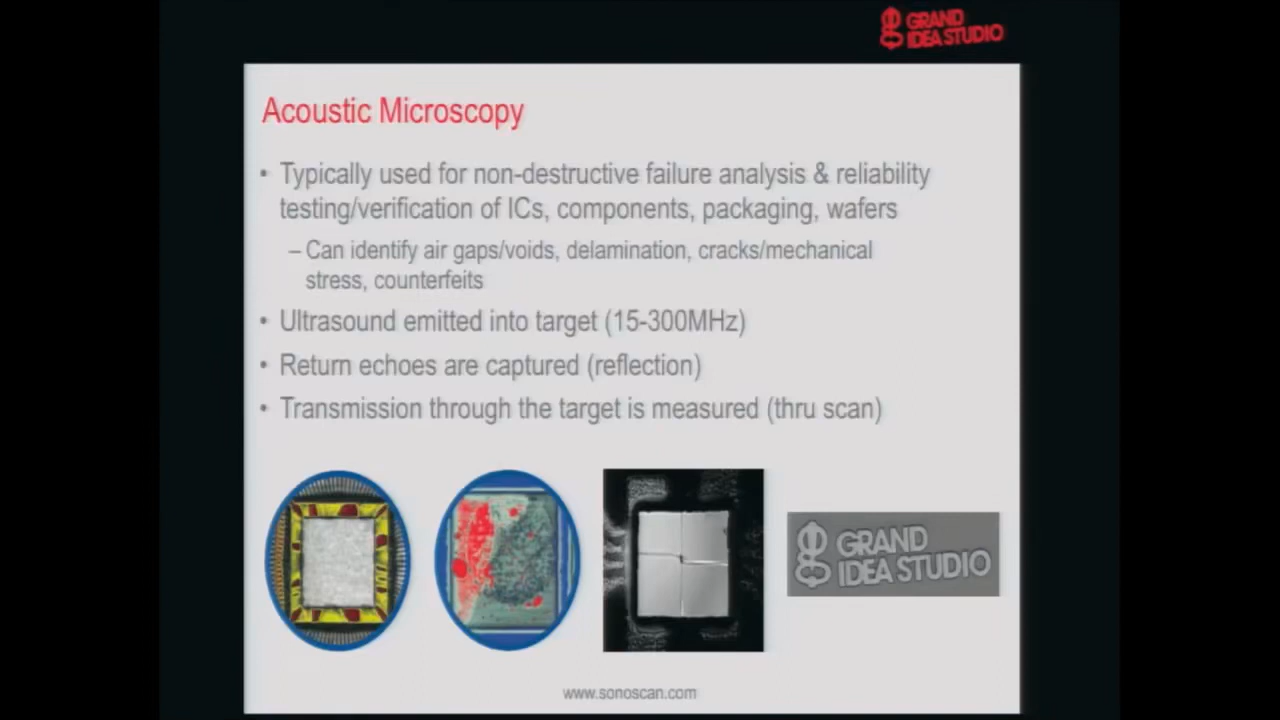 GRAND
IDEA STUDIO
Acoustic Microscopy
• Typically used for non-destructive failure analysis & reliability
testing/verification of ICs, components, packaging, wafers
– Can identify air gaps/voids, delamination, cracks/mechanical
stress, counterfeits
• Ultrasound emitted into target (15-300MHz)
• Return echoes are captured (reflection)
• Transmission through the target is measured (thru scan)
GRAND
IDEA STUDIO
www.sonoscan.com